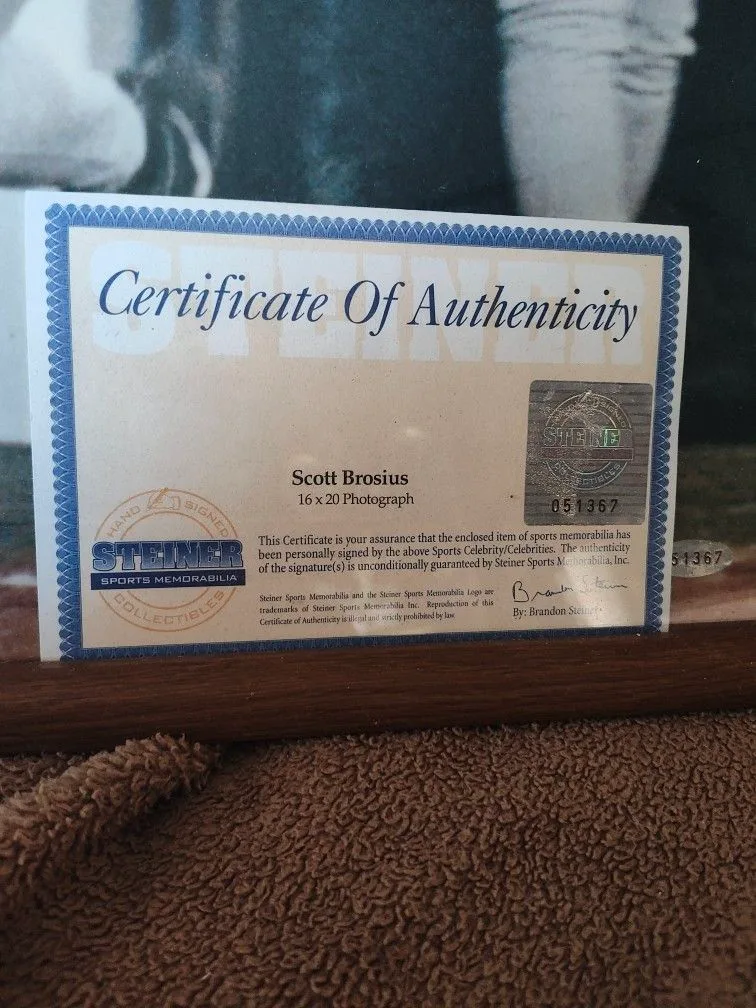 STEINER
Certificate Of Authenticity
STEINE
COLLECTIBLES
051367
Scott Brosius
16 x 20 Photograph
HAND SIGNED
STEINER
SPORTS MEMORABILIA
COLLECTIBLES
This Certificate is your assurance that the enclosed item of sports memorabilia has
been personally signed by the above Sports Celebrity/Celebrities. The authenticity
of the signature(s) is unconditionally guaranteed by Steiner Sports Memorabilia, Inc.
Steiner Sports Memorabilia and the Steiner Sports Memorabilia Logo are
trademarks of Steiner Sports Memorabilia Inc. Reproduction of this
Certificate of Authenticity is illegal and strictly prohibited by law.
Brandon Steiner
By: Brandon Steiner
51367